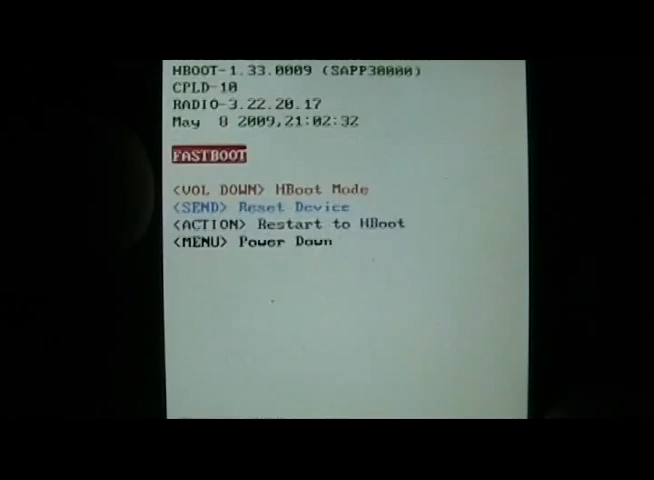 HBOOT-1.33.0009 (SAPP30000)
CPLD-10
RADIO-3.22.20.17
May 8 2009,21:02:32
FASTBOOT
<VOL DOWN> HBoot Mode
<SEND> Reset Device
<ACTION> Restart to HBoot
<MENU> Power Down